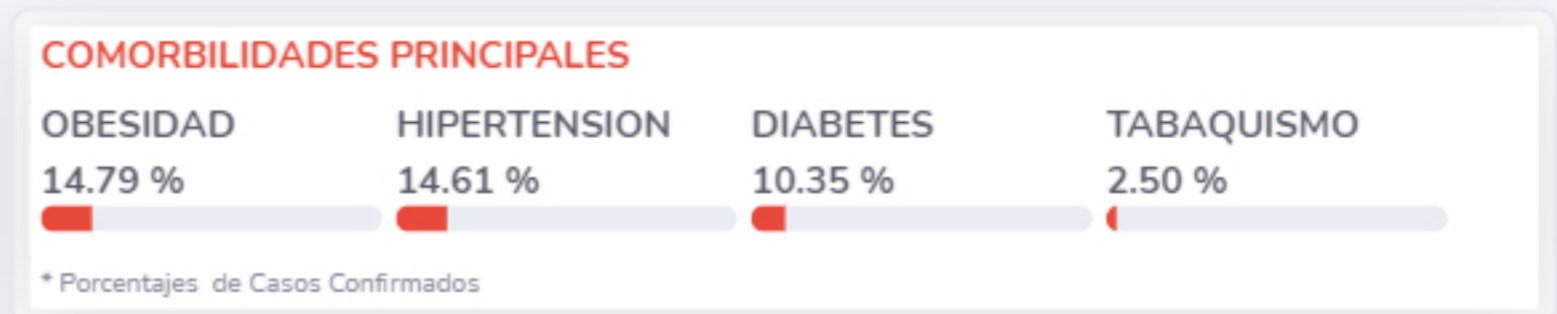 COMORBILIDADES PRINCIPALES
OBESIDAD HIPERTENSION DIABETES TABAQUISMO
14.79 % 14.61 % 10.35 % 2.50 %
* Porcentajes de Casos Confirmados